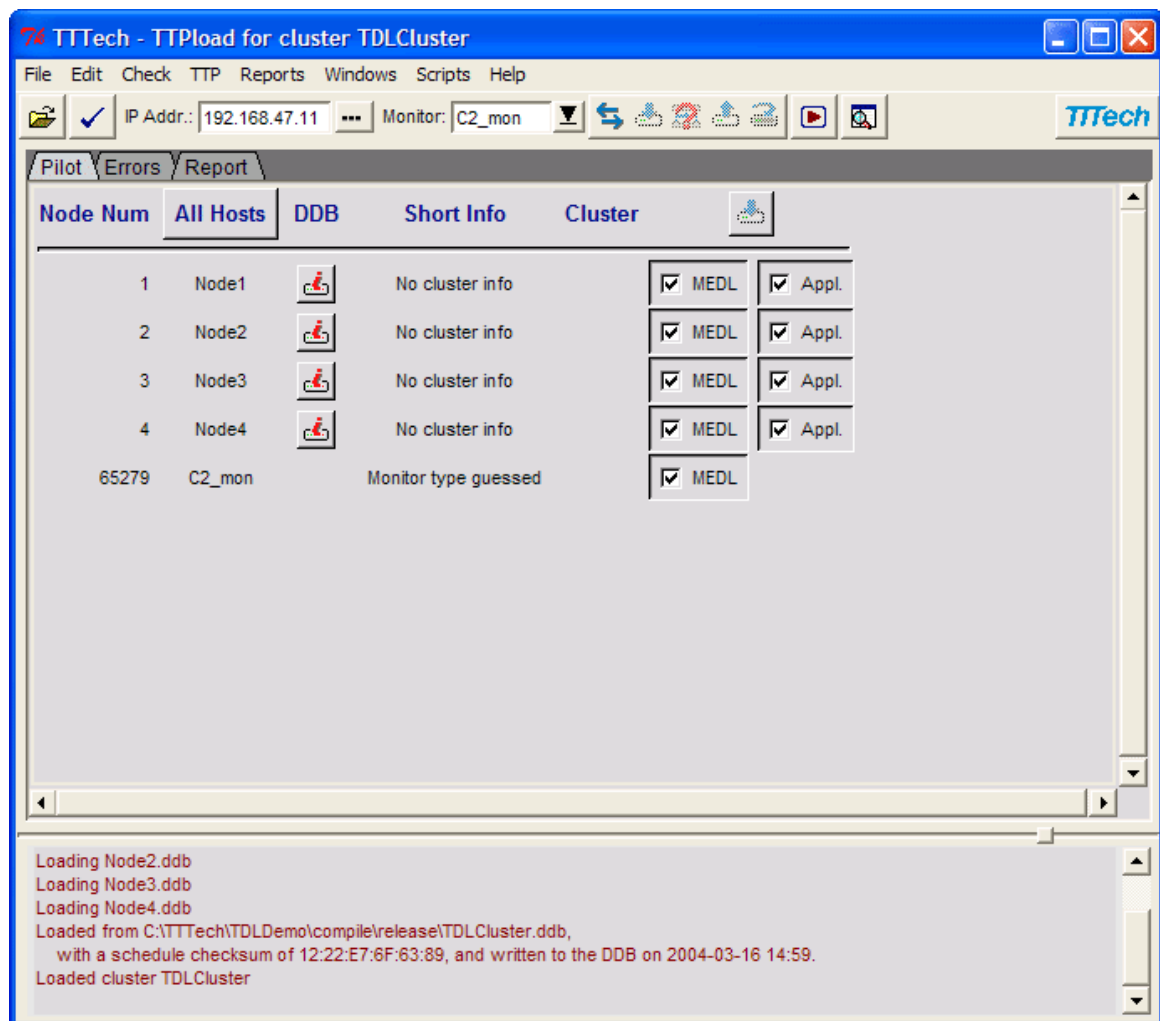 TTTech - TTPload for cluster TDLCluster
File Edit Check TTP Reports Windows Scripts Help
IP Addr.: 192.168.47.11 ... Monitor: C2_mon TTTech
Pilot Errors Report
Node Num All Hosts DDB Short Info Cluster
1 Node1 No cluster info MEDL Appl.
2 Node2 No cluster info MEDL Appl.
3 Node3 No cluster info MEDL Appl.
4 Node4 No cluster info MEDL Appl.
65279 C2_mon Monitor type guessed MEDL
Loading Node2.ddb
Loading Node3.ddb
Loading Node4.ddb
Loaded from C:\TTTech\TDLDemo\compile\release\TDLCluster.ddb,
with a schedule checksum of 12:22:E7:6F:63:89, and written to the DDB on 2004-03-16 14:59.
Loaded cluster TDLCluster